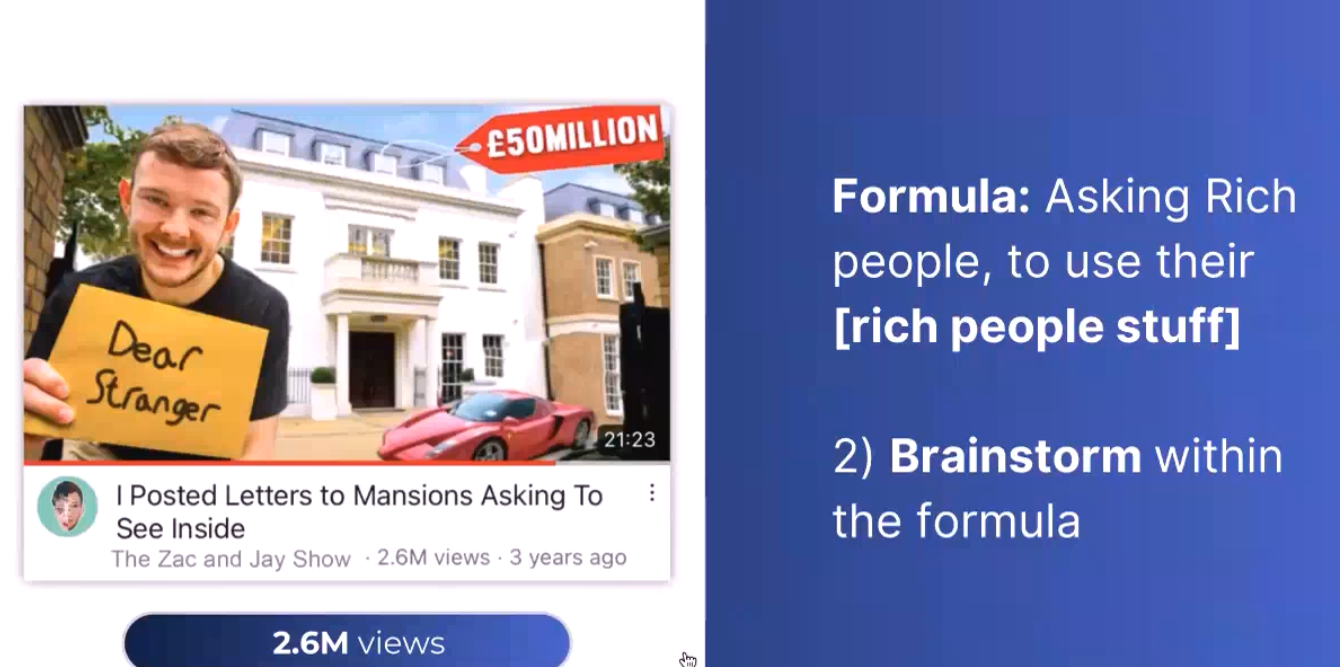 £50MILLION
Dear
Stranger
21:23
I Posted Letters to Mansions Asking To
See Inside
The Zac and Jay Show · 2.6M views · 3 years ago
2.6M views
Formula: Asking Rich
people, to use their
[rich people stuff]
2) Brainstorm within
the formula